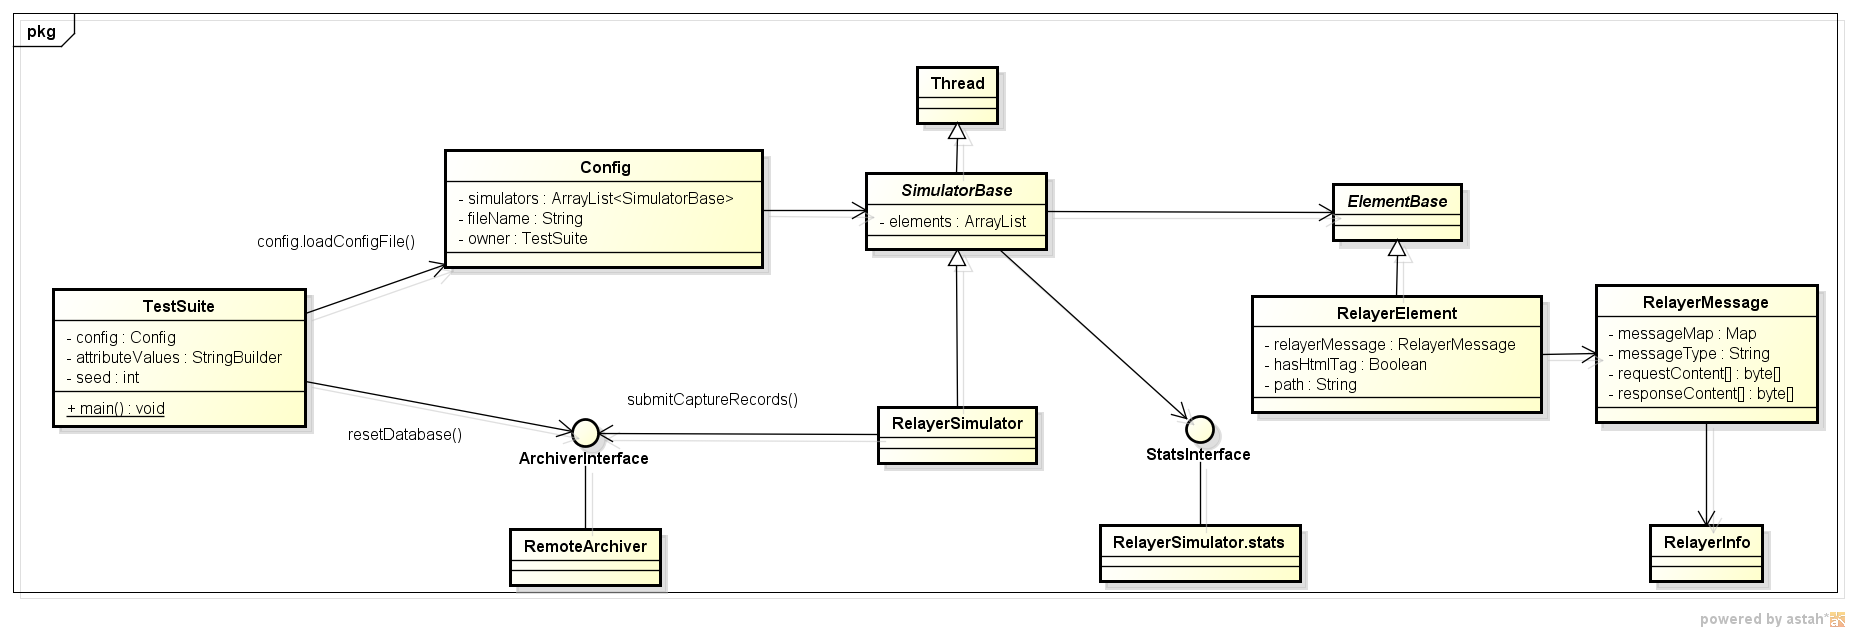 pkg
Thread
Config
- simulators : ArrayList<SimulatorBase>
- fileName : String
- owner : TestSuite
SimulatorBase
- elements : ArrayList
ElementBase
config.loadConfigFile()
TestSuite
- config : Config
- attributeValues : StringBuilder
- seed : int
+ main() : void
RelayerElement
- relayerMessage : RelayerMessage
- hasHtmlTag : Boolean
- path : String
RelayerMessage
- messageMap : Map
- messageType : String
- requestContent[] : byte[]
- responseContent[] : byte[]
submitCaptureRecords()
resetDatabase()
ArchiverInterface
RelayerSimulator
StatsInterface
RemoteArchiver
RelayerSimulator.stats
RelayerInfo
powered by astah*